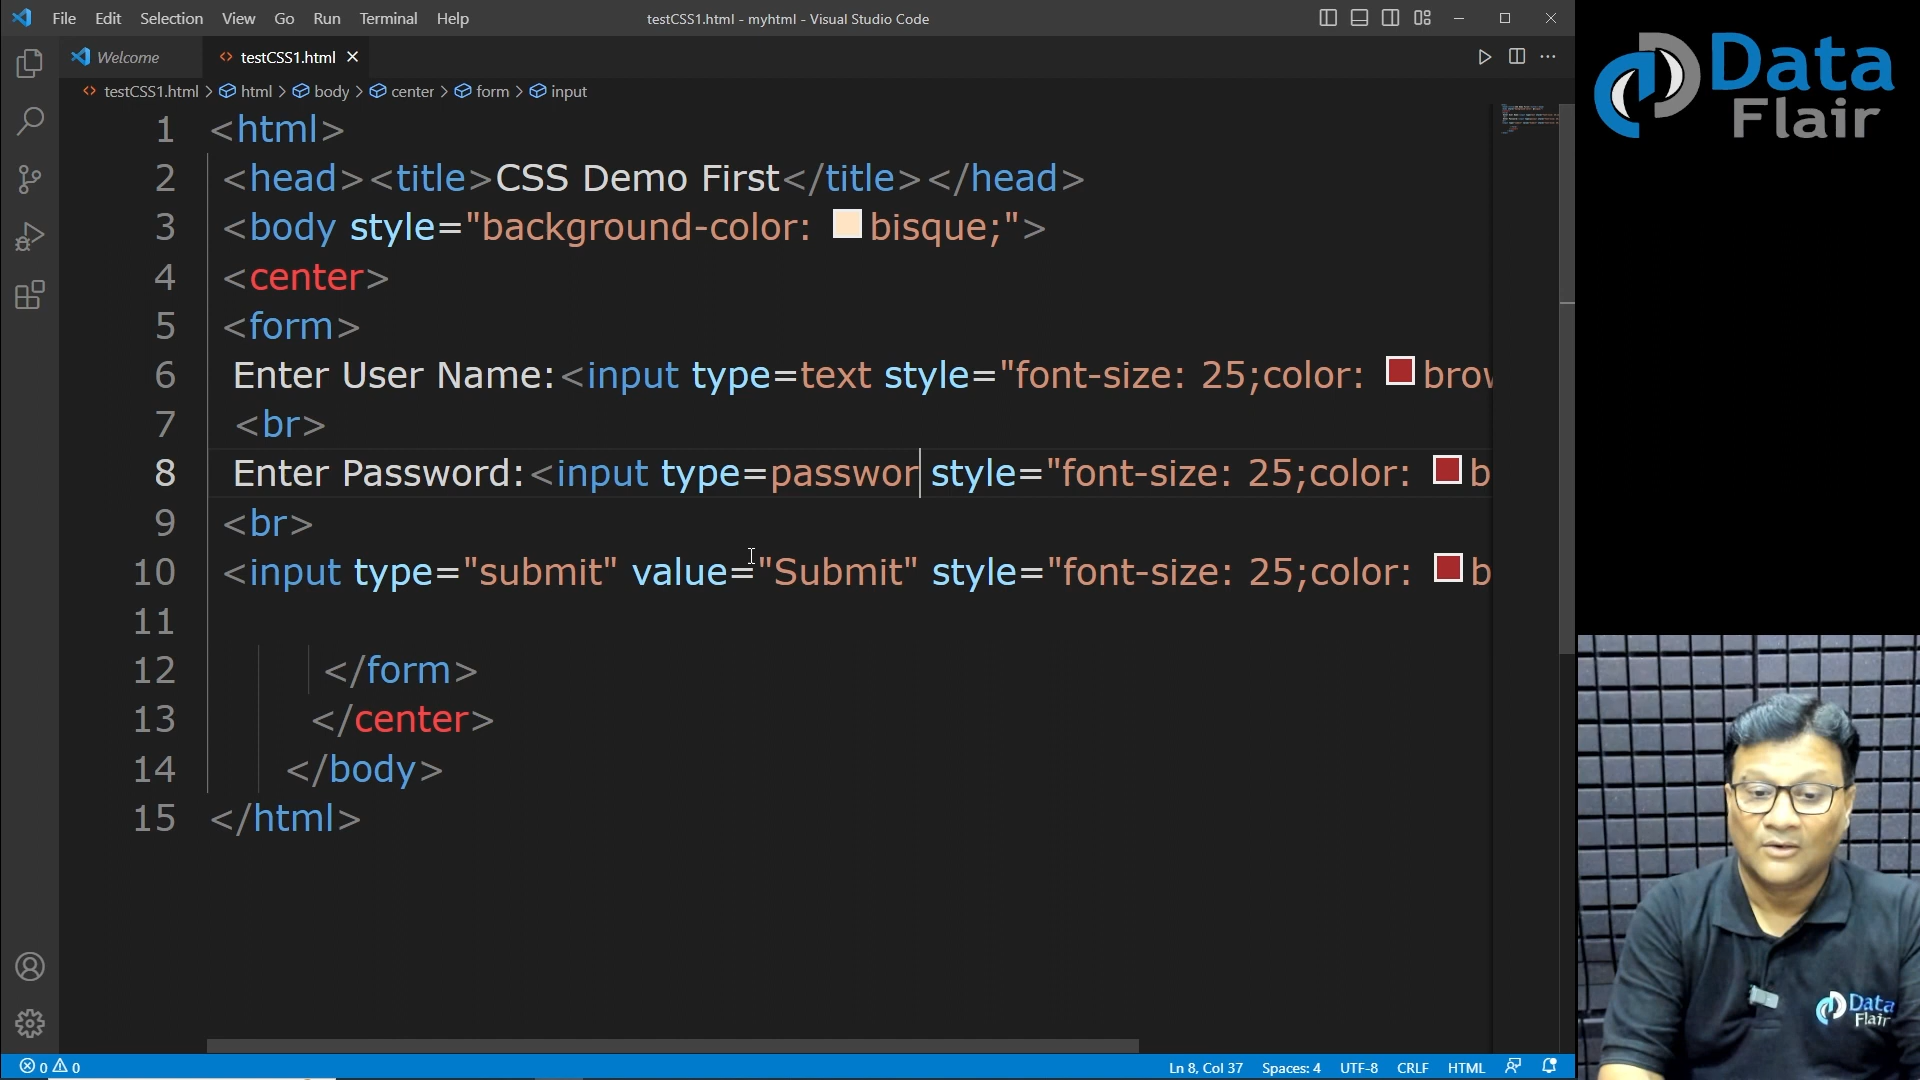 File Edit Selection View Go Run Terminal Help
testCSS1.html - myhtml - Visual Studio Code
Welcome
testCSS1.html
testCSS1.html > html > body > center > form > input
1 <html>
2 <head><title>CSS Demo First</title></head>
3 <body style="background-color: bisque;">
4 <center>
5 <form>
6 Enter User Name:<input type=text style="font-size: 25;color: brow
7 <br>
8 Enter Password:<input type=passwor style="font-size: 25;color: b
9 <br>
10 <input type="submit" value="Submit" style="font-size: 25;color: b
11
12 </form>
13 </center>
14 </body>
15 </html>
0 0
Ln 8, Col 37 Spaces: 4 UTF-8 CRLF HTML
Data
Flair
Data
Flair